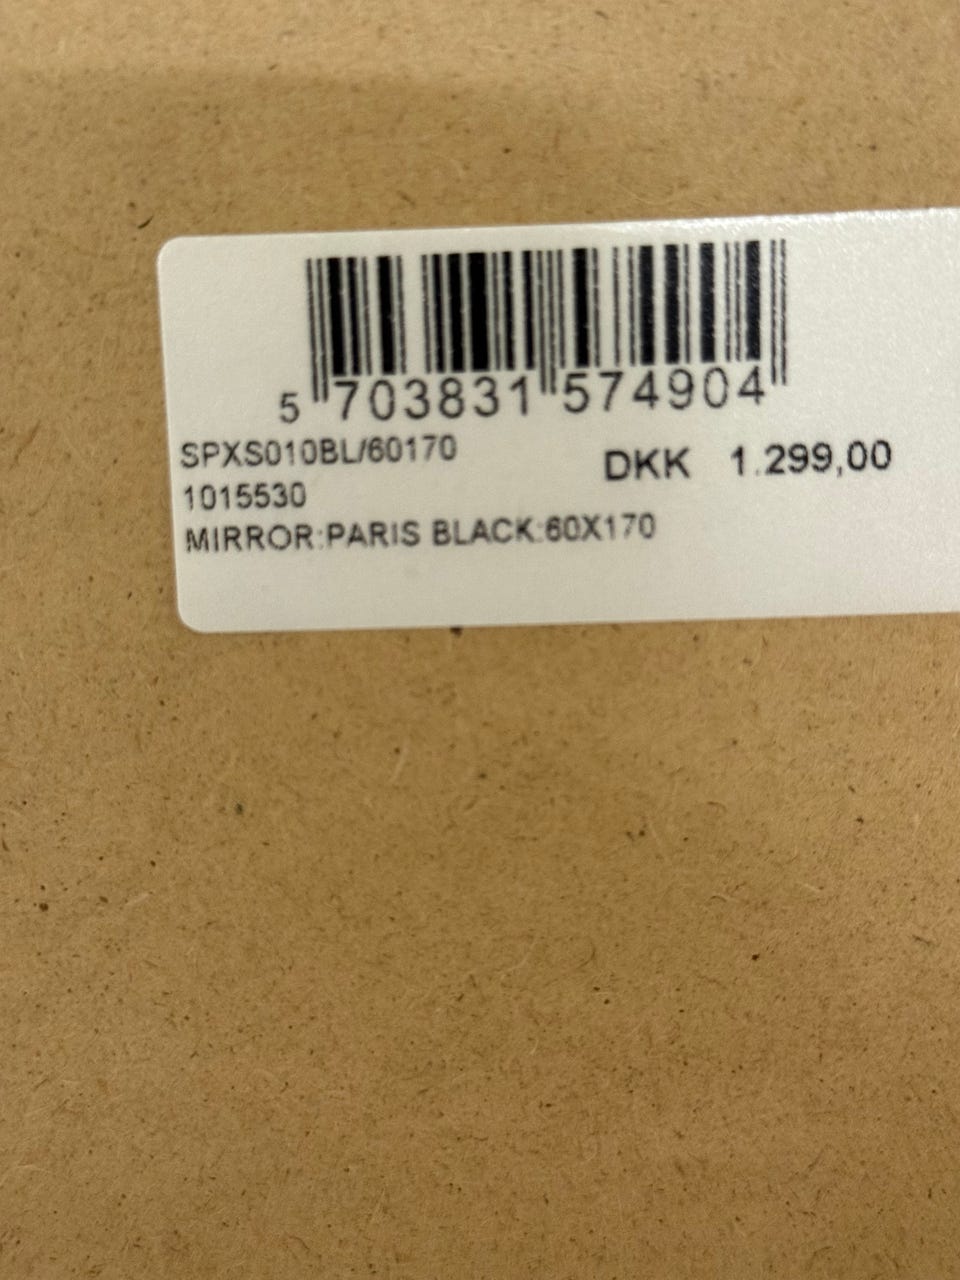 5 703831 574904
SPXS010BL/60170
DKK 1.299,00
1015530
MIRROR:PARIS BLACK:60X170